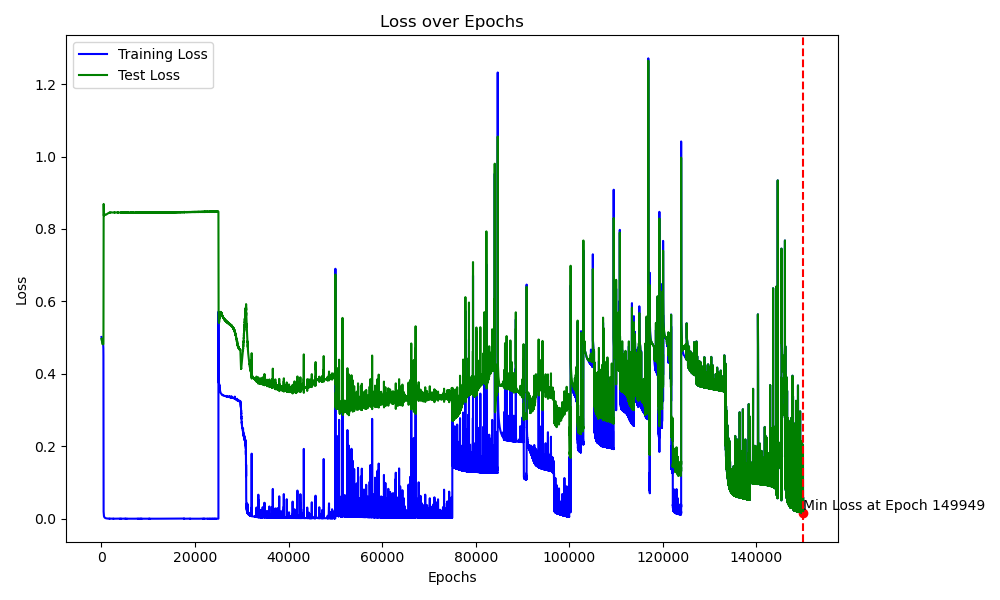 Loss over Epochs
Training Loss
Test Loss
1.2
1.0
0.8
0.6
0.4
0.2
0.0
Loss
Min Loss at Epoch 149949
0
20000
40000
60000
80000
100000
120000
140000
Epochs